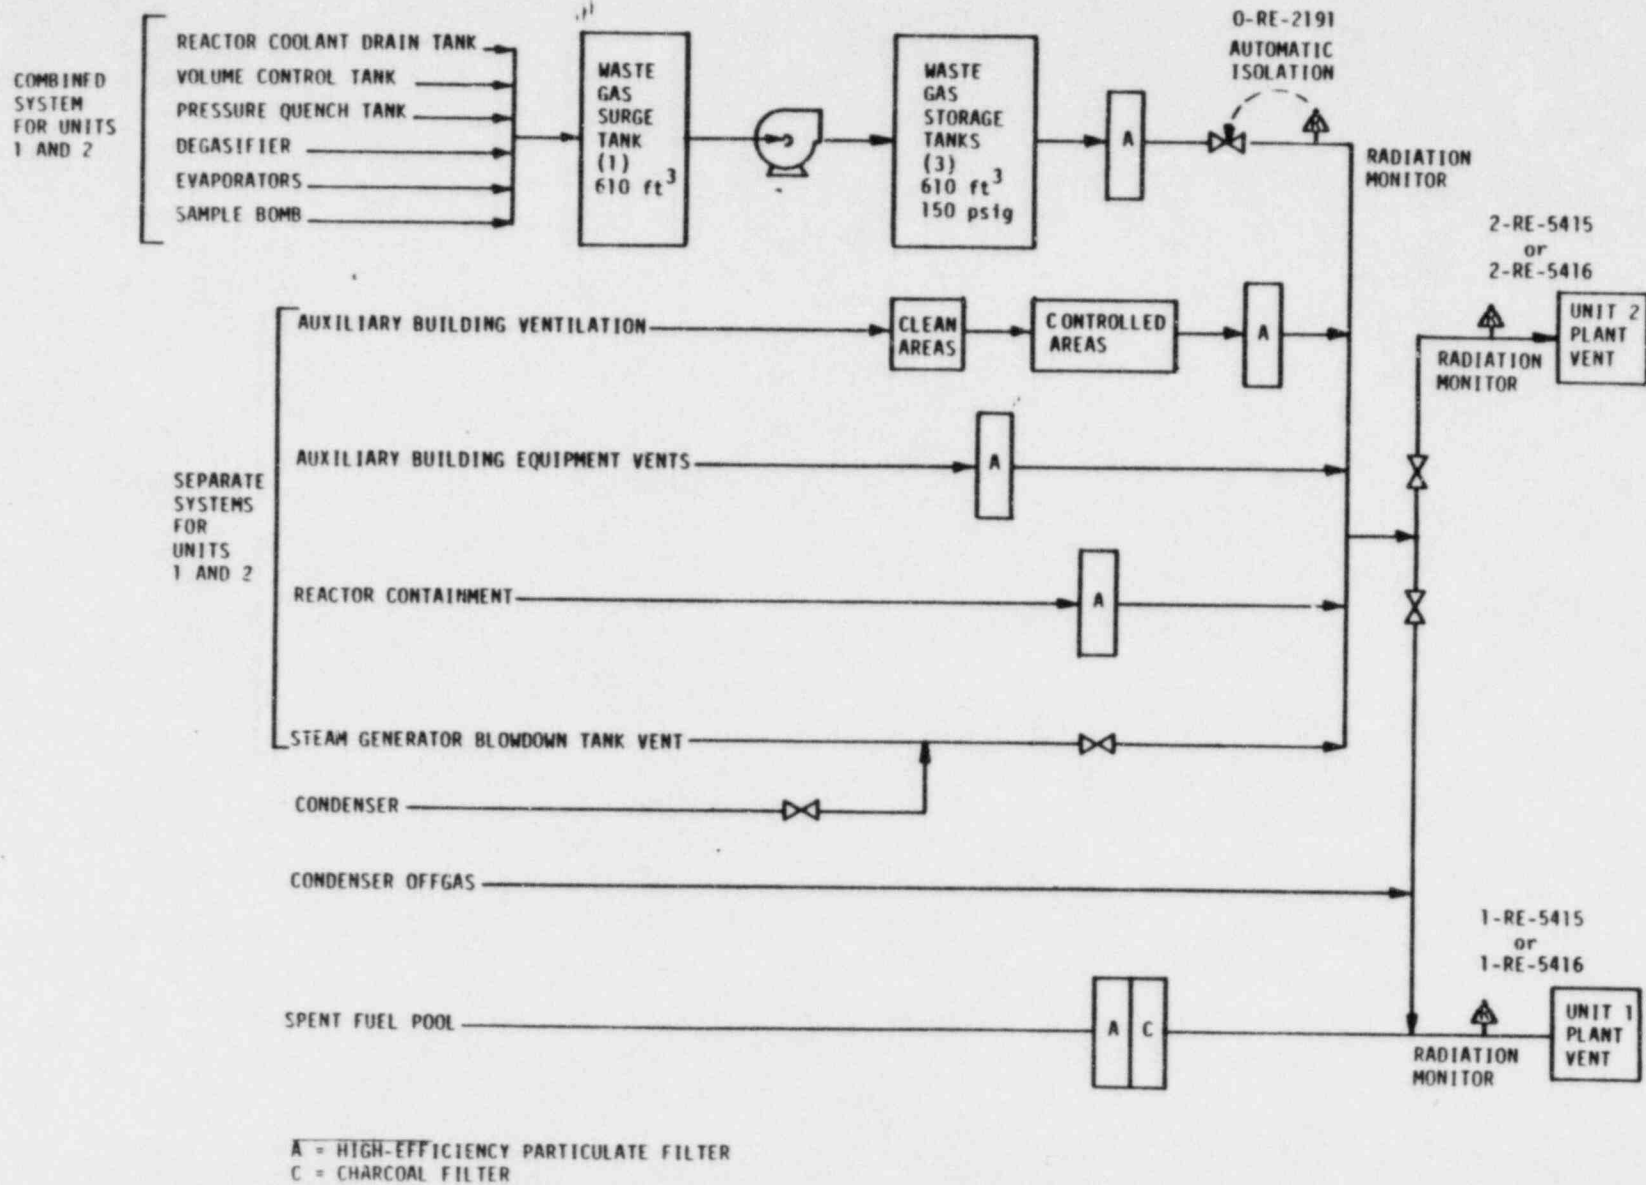 COMBINED
SYSTEM
FOR UNITS
1 AND 2
REACTOR COOLANT DRAIN TANK
VOLUME CONTROL TANK
PRESSURE QUENCH TANK
DEGASIFIER
EVAPORATORS
SAMPLE BOMB
WASTE
GAS
SURGE
TANK
(1)
610 ft³
WASTE
GAS
STORAGE
TANKS
(3)
610 ft³
150 psig
A
0-RE-2191
AUTOMATIC
ISOLATION
RADIATION
MONITOR
2-RE-5415
or
2-RE-5416
UNIT 2
PLANT
VENT
RADIATION
MONITOR
SEPARATE
SYSTEMS
FOR
UNITS
1 AND 2
AUXILIARY BUILDING VENTILATION
CLEAN
AREAS
CONTROLLED
AREAS
A
AUXILIARY BUILDING EQUIPMENT VENTS
A
REACTOR CONTAINMENT
A
STEAM GENERATOR BLOWDOWN TANK VENT
CONDENSER
CONDENSER OFFGAS
1-RE-5415
or
1-RE-5416
SPENT FUEL POOL
A C
RADIATION
MONITOR
UNIT 1
PLANT
VENT
A = HIGH-EFFICIENCY PARTICULATE FILTER
C = CHARCOAL FILTER